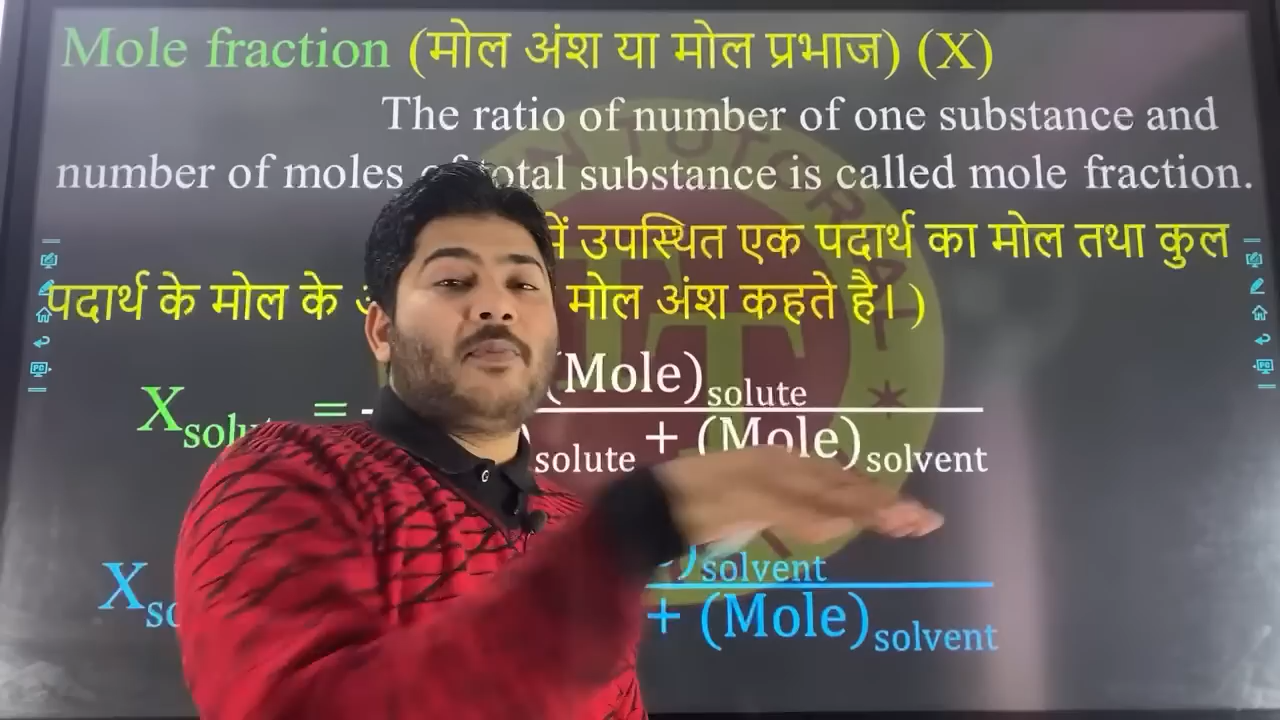 Mole fraction (मोल अंश या मोल प्रभाज) (X)
The ratio of number of one substance and
number of moles total substance is called mole fraction.
में उपस्थित एक पदार्थ का मोल तथा कुल
पदार्थ के मोल के मोल अंश कहते है। )
(Mole)solute
X =
solute + (Mole)solvent
solvent
X
+ (Mole)solvent
TUTORIAL